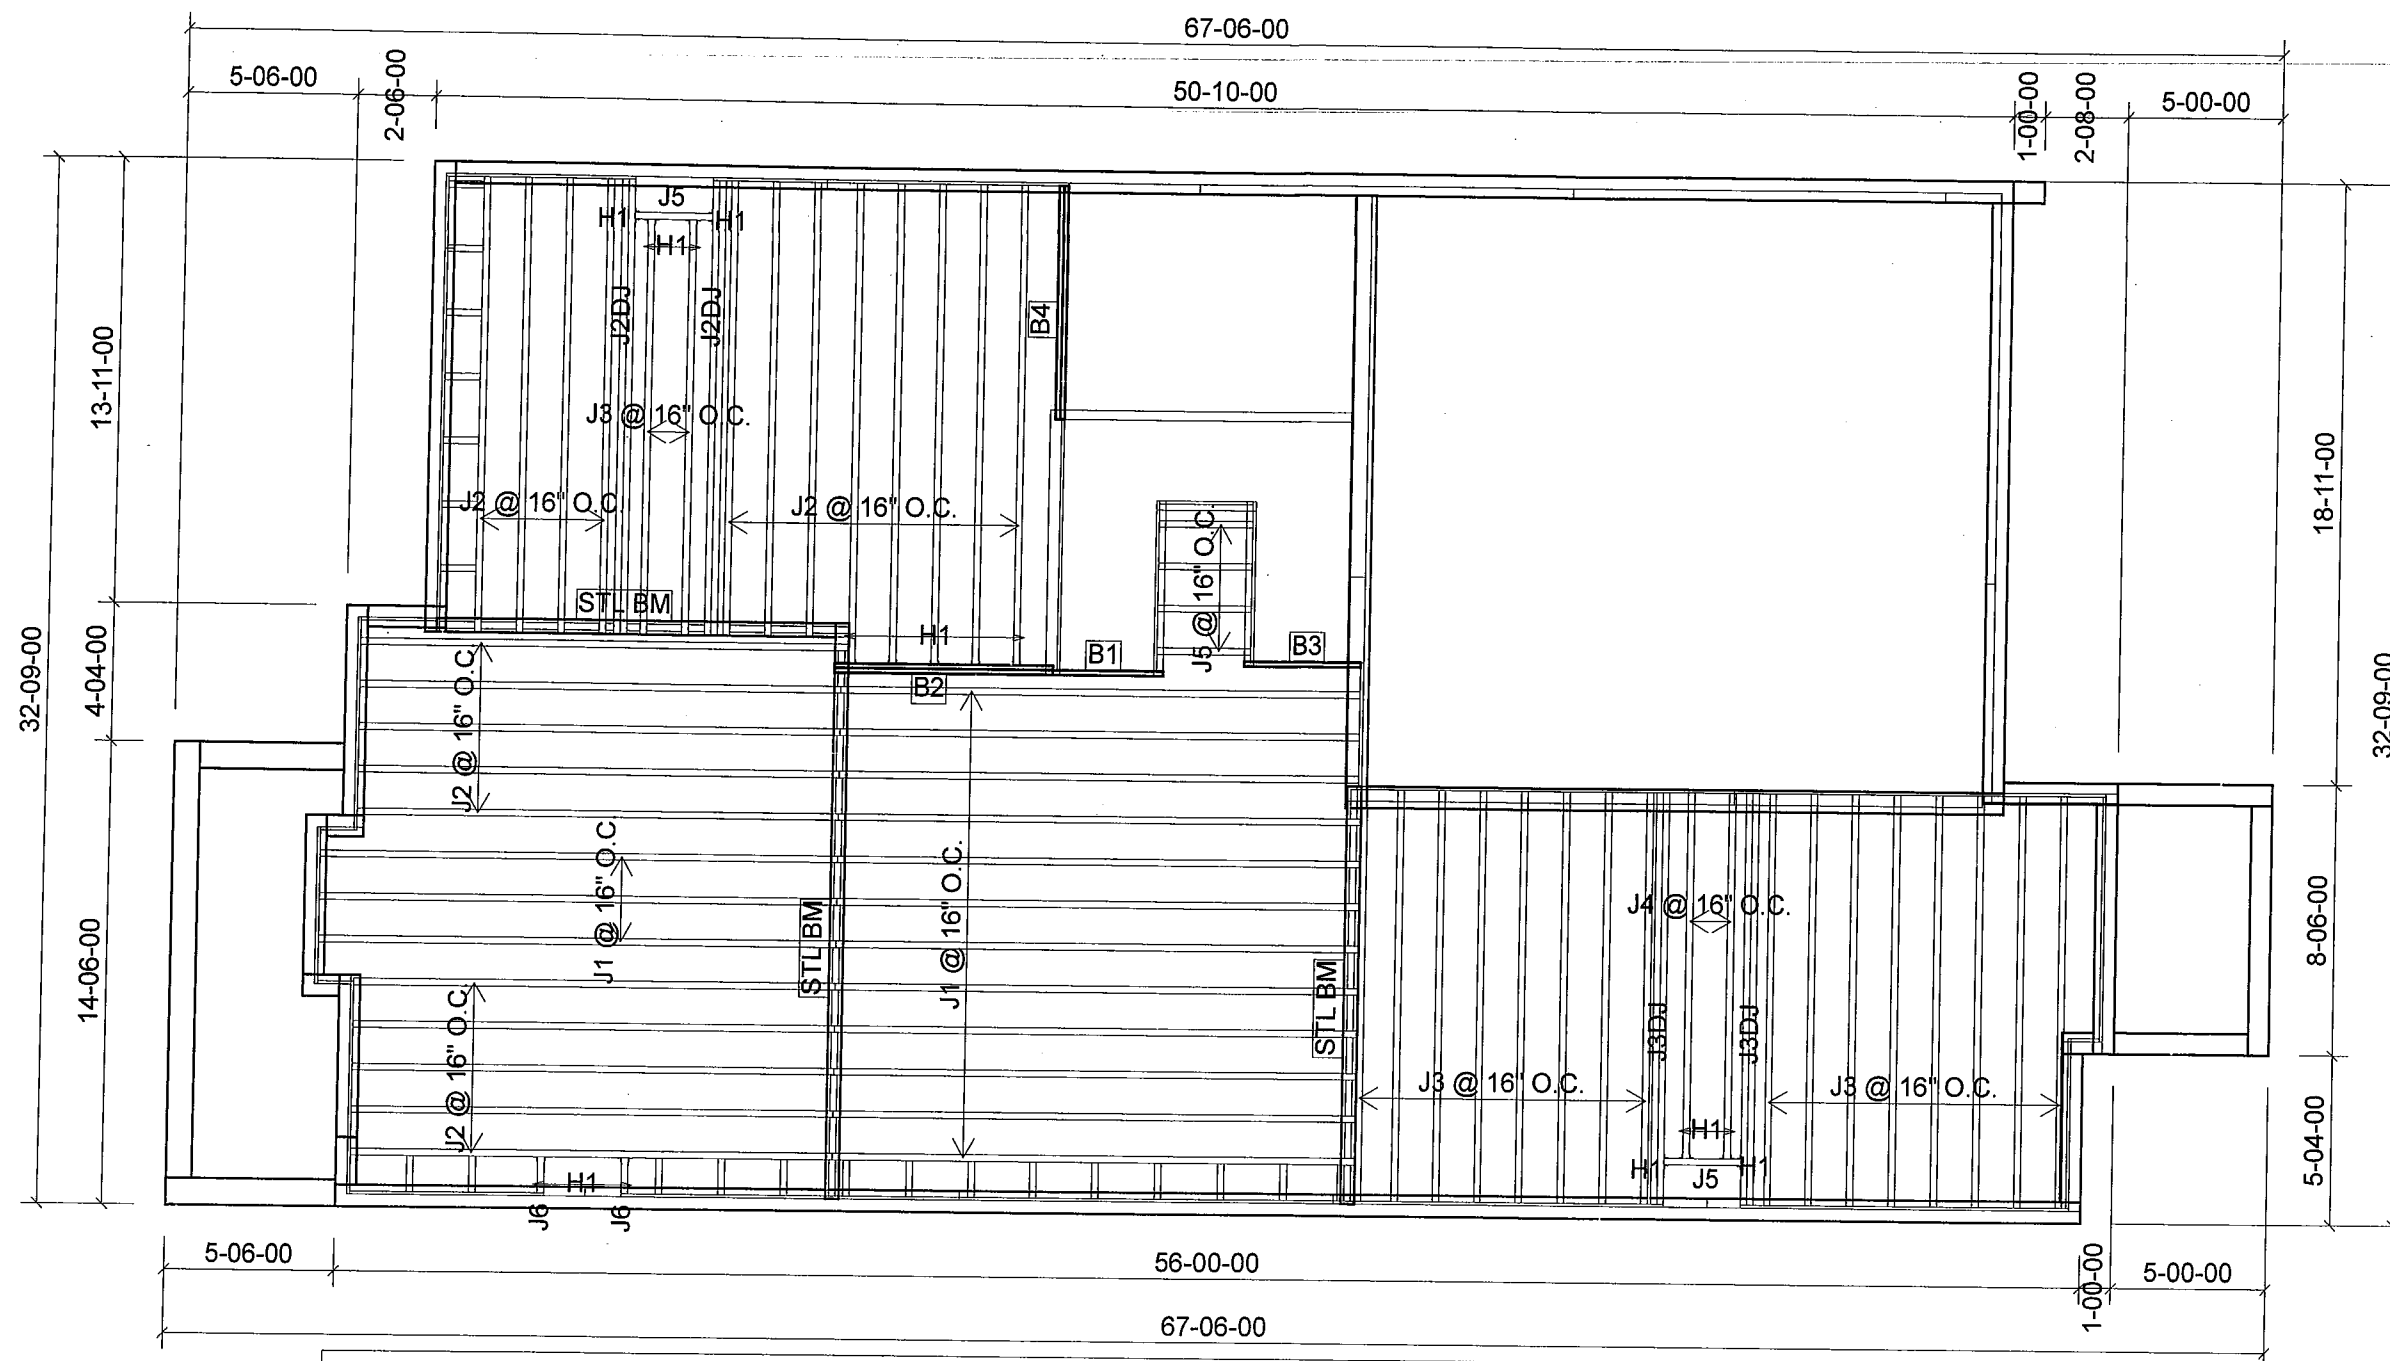 67-06-00
5-06-00
2-06-00
50-10-00
1-00-00
2-08-00
5-00-00
32-09-00
13-11-00
4-04-00
14-06-00
18-11-00
32-09-00
8-06-00
5-04-00
J5
H1
H1
H1
J2DJ
J2DJ
B4
J3 @ 16" O.C.
J2 @ 16" O.C.
J2 @ 16" O.C.
J5 @ 16" O.C.
STL BM
H1
B1
B3
B2
J2 @ 16" O.C.
J1 @ 16" O.C.
J2 @ 16" O.C.
STL BM
J1 @ 16" O.C.
STL BM
J4 @ 16" O.C.
J3DJ
J3DJ
J3 @ 16" O.C.
J3 @ 16" O.C.
H1
H1
H1
J5
H1
J6
J6
5-06-00
56-00-00
1-00-00
5-00-00
67-06-00